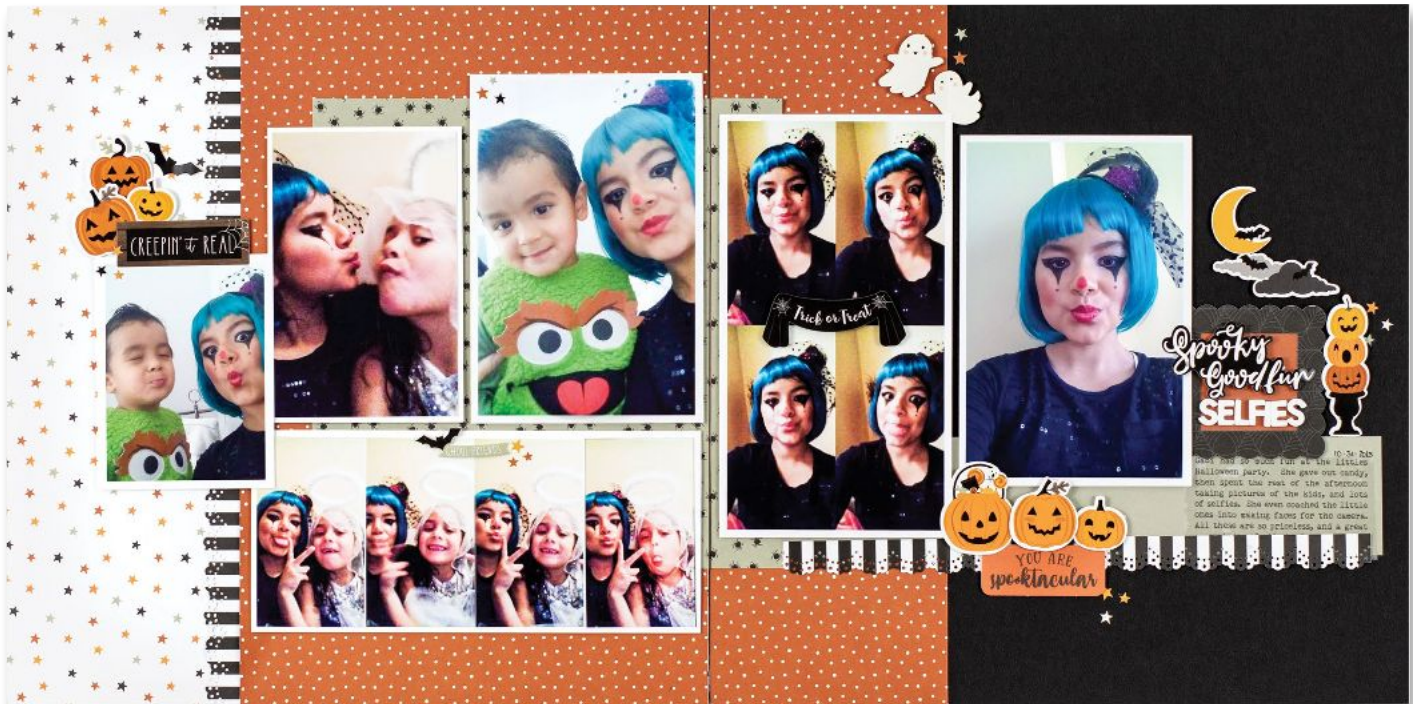 CREEPIN' it REAL
Trick or Treat
Spooky
Good fun
SELFIES
had so much fun at the littles
Halloween party. She gave out candy,
then spent the rest of the afternoon
taking pictures of the kids, and lots
of selfies. She even coached the little
ones into making faces for the camera.
All these are so priceless, and a great
YOU ARE
spooktacular